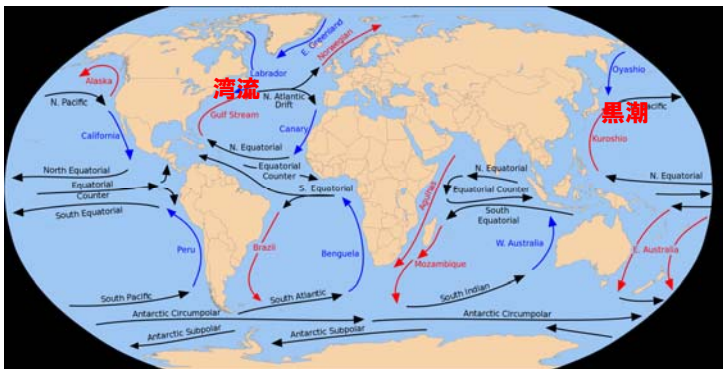 E. Greenland
Norwegian
Labrador
湾流
Oyashio
Alaska
N. Pacific
N. Atlantic
Drift
Gulf Stream
黒潮
Pacific
California
Canary
Kuroshio
N. Equatorial
North Equatorial
Equatorial
Counter
Equatorial
Counter
South Equatorial
S. Equatorial
Agulhas
N. Equatorial
Equatorial Counter
South
Equatorial
N. Equatorial
Peru
Brazil
Benguela
Mozambique
W. Australia
E. Australia
South Pacific
South Atlantic
South Indian
Antarctic Circumpolar
Antarctic Circumpolar
Antarctic Subpolar
Antarctic Subpolar